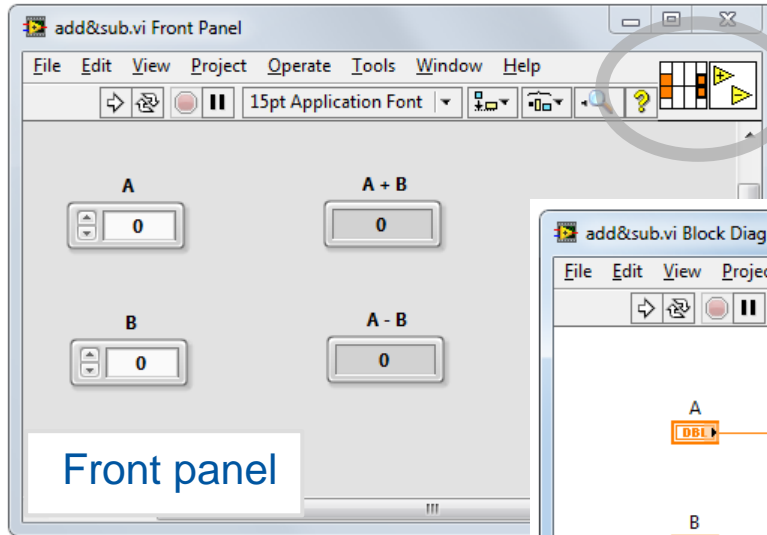 add&sub.vi Front Panel
File Edit View Project Operate Tools Window Help
15pt Application Font
A
0
A + B
0
B
0
A - B
0
Front panel
add&sub.vi Block Diag
File Edit View Projec
A
DBL
B